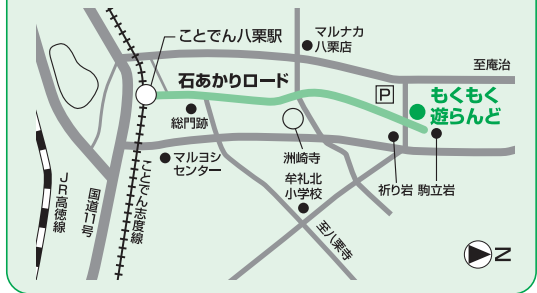 ことでん八栗駅
マルナカ
八栗店
至庵治
石あかりロード
P
もくもく
遊らんど
総門跡
マルヨシ
センター
洲崎寺
牟礼北
小学校
祈り岩
駒立岩
至八栗寺
JR高徳線
国道11号
ことでん志度線
N